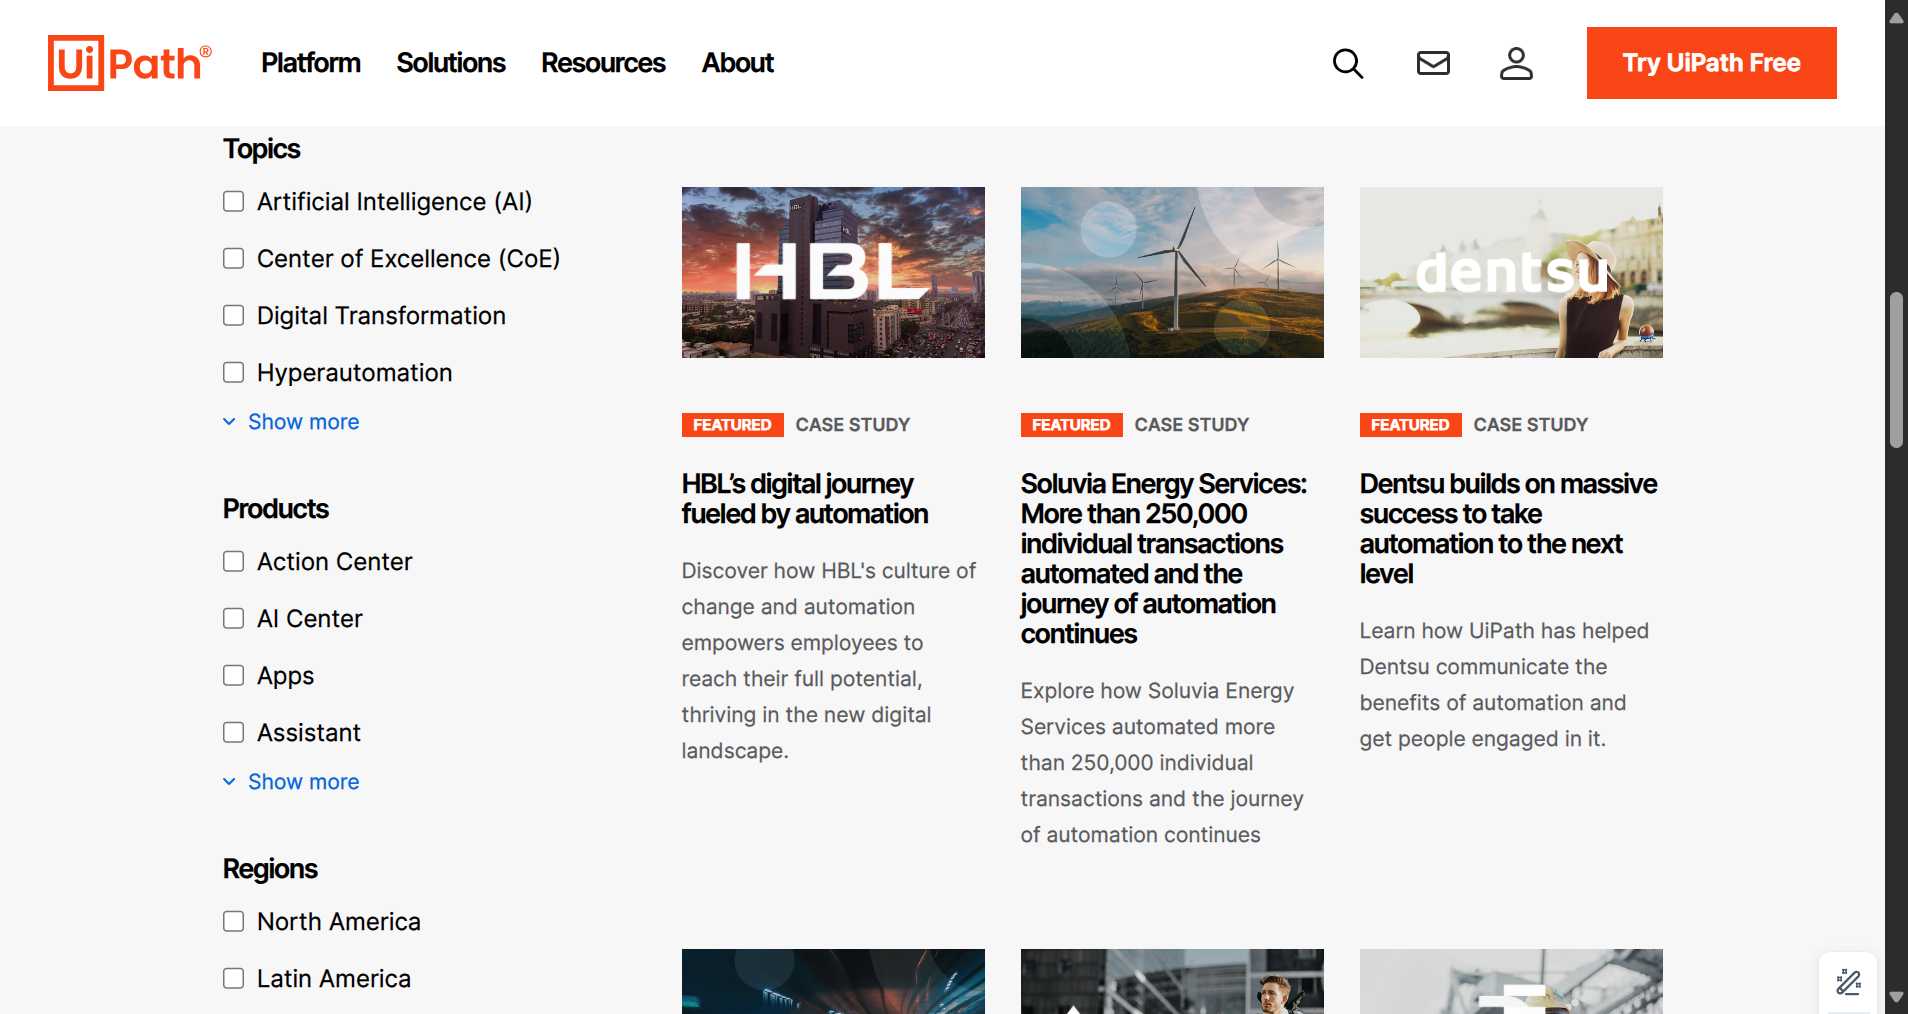 UiPath®
Platform
Solutions
Resources
About
Try UiPath Free
Topics
Artificial Intelligence (AI)
Center of Excellence (CoE)
Digital Transformation
Hyperautomation
Show more
Products
Action Center
AI Center
Apps
Assistant
Show more
Regions
North America
Latin America
HBL
HBL
FEATURED CASE STUDY
HBL's digital journey
fueled by automation
Discover how HBL's culture of
change and automation
empowers employees to
reach their full potential,
thriving in the new digital
landscape.
FEATURED CASE STUDY
Soluvia Energy Services:
More than 250,000
individual transactions
automated and the
journey of automation
continues
Explore how Soluvia Energy
Services automated more
than 250,000 individual
transactions and the journey
of automation continues
dentsu
FEATURED CASE STUDY
Dentsu builds on massive
success to take
automation to the next
level
Learn how UiPath has helped
Dentsu communicate the
benefits of automation and
get people engaged in it.